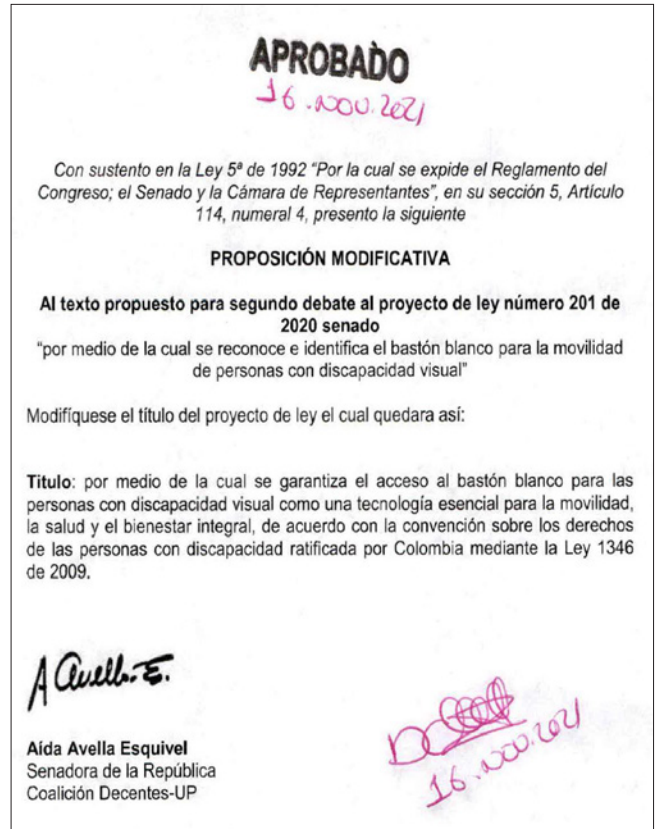 APROBADO
16.NOV.2021
Con sustento en la Ley 5ª de 1992 "Por la cual se expide el Reglamento del
Congreso; el Senado y la Cámara de Representantes", en su sección 5, Artículo
114, numeral 4, presento la siguiente
PROPOSICIÓN MODIFICATIVA
Al texto propuesto para segundo debate al proyecto de ley número 201 de
2020 senado
"por medio de la cual se reconoce e identifica el bastón blanco para la movilidad
de personas con discapacidad visual"
Modifíquese el título del proyecto de ley el cual quedara así:
Titulo: por medio de la cual se garantiza el acceso al bastón blanco para las
personas con discapacidad visual como una tecnología esencial para la movilidad,
la salud y el bienestar integral, de acuerdo con la convención sobre los derechos
de las personas con discapacidad ratificada por Colombia mediante la Ley 1346
de 2009.
A Avella. E.
Aída Avella Esquivel
Senadora de la República
Coalición Decentes-UP
16.NOV.2021